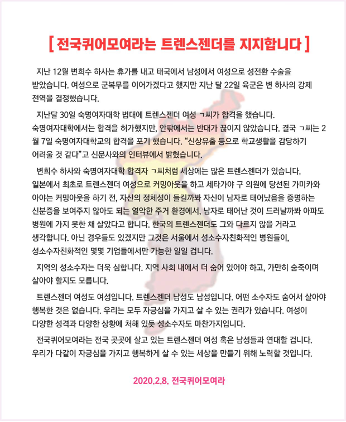 [ 전국퀴어모여라는 트렌스젠더를 지지합니다 ]
지난 12월 변희수 하사는 휴가를 내고 태국에서 남성에서 여성으로 성전환 수술을
받았습니다. 여성으로 군복무를 이어가겠다고 했지만 지난 달 22일 육군은 변 하사의 강제
전역을 결정했습니다.
지난달 30일 숙명여자대학 법대에 트렌스젠더 여성 ㄱ씨가 합격을 했습니다.
숙명여자대학에서는 합격을 허가했지만, 안팎에서는 반대가 끊이지 않았습니다. 결국 ㄱ씨는 2
월 7일 숙명여자대학교의 합격을 포기 했습니다. "신상유출 등으로 학교생활을 감당하기
어려울 것 같다"고 신문사와의 인터뷰에서 밝혔습니다.
변희수 하사와 숙명여자대학 합격자 ㄱ씨처럼 세상에는 많은 트렌스젠더가 있습니다.
일본에서 최초로 트렌스젠더 여성으로 커밍아웃을 하고 세타가야 구 의원에 당선된 가미카와
아야는 커밍아웃을 하기 전, 자신의 정체성이 들킬까봐 자신이 남자로 태어났음을 증명하는
신분증을 보여주지 않아도 되는 열악한 주거 환경에서, 남자로 태어난 것이 드러날까봐 아파도
병원에 가지 못한 채 살았다고 합니다. 한국의 트렌스젠더도 그와 다르지 않을 거라고
생각합니다. 아닌 경우들도 있겠지만 그것은 서울에서 성소수자친화적인 병원들이,
성소수자친화적인 몇몇 기업들에서만 가능한 일일 겁니다.
지역의 성소수자는 더욱 심합니다. 지역 사회 내에서 더 숨어 있어야 하고, 가만히 숨죽이며
살아야 할지도 모릅니다.
트렌스젠더 여성도 여성입니다. 트렌스젠더 남성도 남성입니다. 어떤 소수자도 숨어서 살아야
행복한 것은 없습니다. 우리는 모두 자긍심을 가지고 살 수 있는 권리가 있습니다. 여성이
다양한 성격과 다양한 상황에 처해 있듯 성소수자도 마찬가지입니다.
전국퀴어모여라는 전국 곳곳에 살고 있는 트렌스젠더 여성 혹은 남성들과 연대할 겁니다.
우리가 다같이 자긍심을 가지고 행복하게 살 수 있는 세상을 만들기 위해 노력할 것입니다.
2020.2.8. 전국퀴어모여라